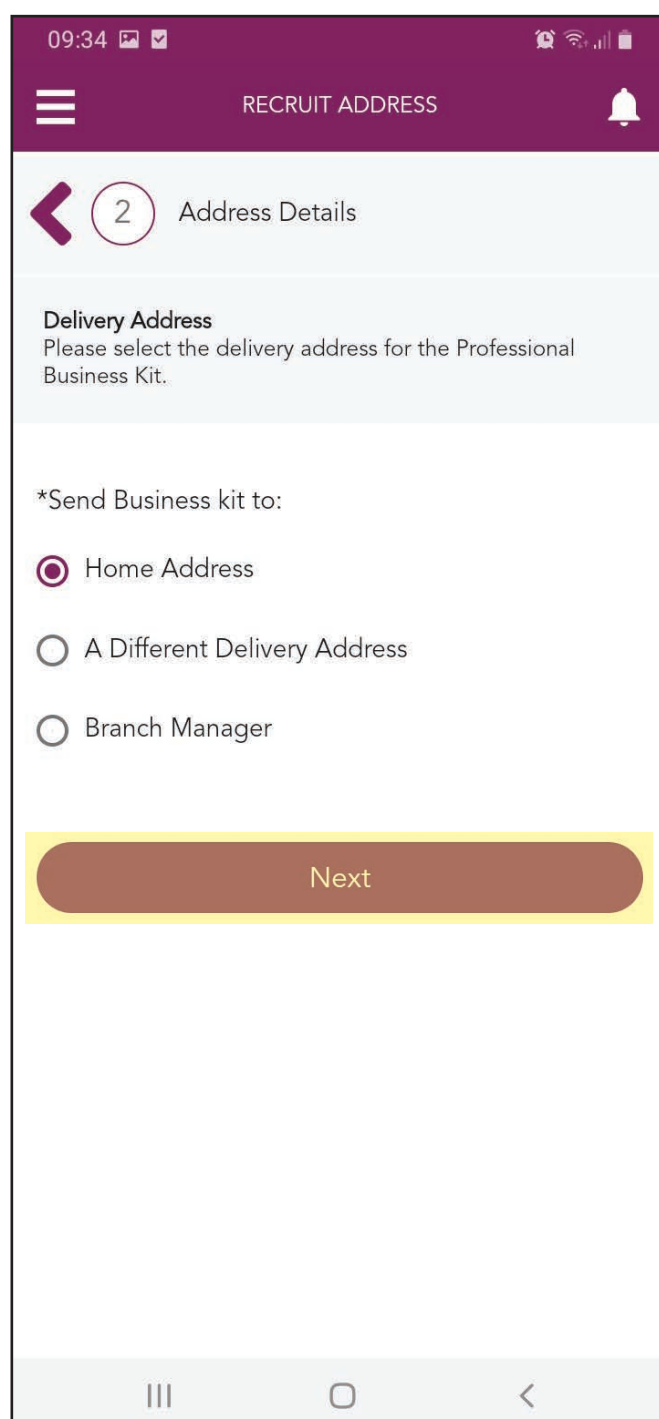 09:34
RECRUIT ADDRESS
2
Address Details
Delivery Address
Please select the delivery address for the Professional
Business Kit.
*Send Business kit to:
Home Address
A Different Delivery Address
Branch Manager
Next